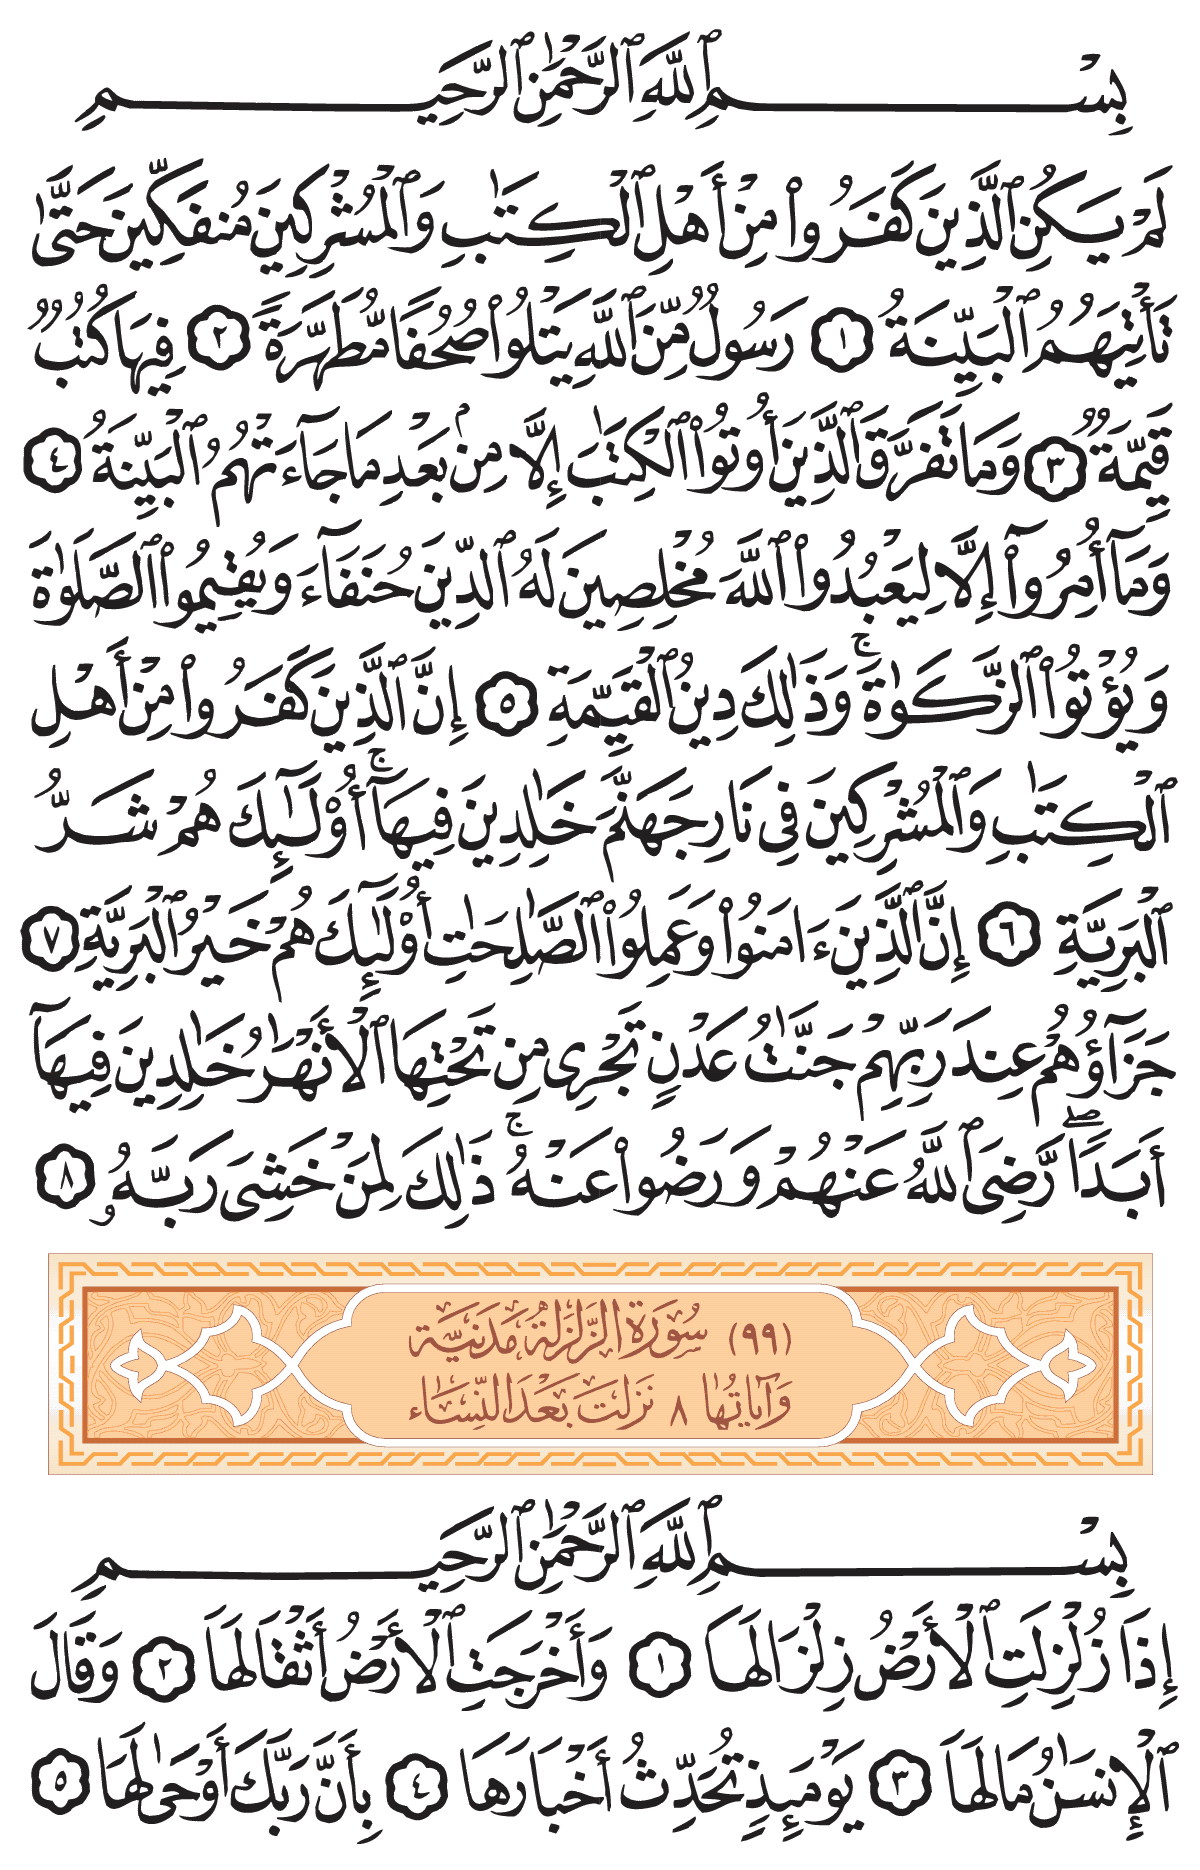 بِسْمِ ٱللَّهِ ٱلرَّحْمَٰنِ ٱلرَّحِيمِ
لَمْ يَكُنِ ٱلَّذِينَ كَفَرُوا۟ مِنْ أَهْلِ ٱلْكِتَٰبِ وَٱلْمُشْرِكِينَ مُنفَكِّينَ حَتَّىٰ
تَأْتِيَهُمُ ٱلْبَيِّنَةُ ١ رَسُولٌ مِّنَ ٱللَّهِ يَتْلُوا۟ صُحُفًا مُّطَهَّرَةً ٢ فِيهَا كُتُبٌ
قَيِّمَةٌ ٣ وَمَا تَفَرَّقَ ٱلَّذِينَ أُوتُوا۟ ٱلْكِتَٰبَ إِلَّا مِنۢ بَعْدِ مَا جَآءَتْهُمُ ٱلْبَيِّنَةُ ٤
وَمَآ أُمِرُوٓا۟ إِلَّا لِيَعْبُدُوا۟ ٱللَّهَ مُخْلِصِينَ لَهُ ٱلدِّينَ حُنَفَآءَ وَيُقِيمُوا۟ ٱلصَّلَوٰةَ
وَيُؤْتُوا۟ ٱلزَّكَوٰةَ ۚ وَذَٰلِكَ دِينُ ٱلْقَيِّمَةِ ٥ إِنَّ ٱلَّذِينَ كَفَرُوا۟ مِنْ أَهْلِ
ٱلْكِتَٰبِ وَٱلْمُشْرِكِينَ فِى نَارِ جَهَنَّمَ خَٰلِدِينَ فِيهَآ ۚ أُو۟لَٰٓئِكَ هُمْ شَرُّ
ٱلْبَرِيَّةِ ٦ إِنَّ ٱلَّذِينَ ءَامَنُوا۟ وَعَمِلُوا۟ ٱلصَّٰلِحَٰتِ أُو۟لَٰٓئِكَ هُمْ خَيْرُ ٱلْبَرِيَّةِ ٧
جَزَآؤُهُمْ عِندَ رَبِّهِمْ جَنَّٰتُ عَدْنٍ تَجْرِى مِن تَحْتِهَا ٱلْأَنْهَٰرُ خَٰلِدِينَ فِيهَآ
أَبَدًا ۖ رَّضِىَ ٱللَّهُ عَنْهُمْ وَرَضُوا۟ عَنْهُ ۚ ذَٰلِكَ لِمَنْ خَشِىَ رَبَّهُۥ ٨
(٩٩) سُورَةُ الزَّلْزَلَةِ مَدَنِيَّة
وَآيَاتُهَا ٨ نَزَلَتْ بَعْدَ النِّسَاء
بِسْمِ ٱللَّهِ ٱلرَّحْمَٰنِ ٱلرَّحِيمِ
إِذَا زُلْزِلَتِ ٱلْأَرْضُ زِلْزَالَهَا ١ وَأَخْرَجَتِ ٱلْأَرْضُ أَثْقَالَهَا ٢ وَقَالَ
ٱلْإِنسَٰنُ مَا لَهَا ٣ يَوْمَئِذٍ تُحَدِّثُ أَخْبَارَهَا ٤ بِأَنَّ رَبَّكَ أَوْحَىٰ لَهَا ٥